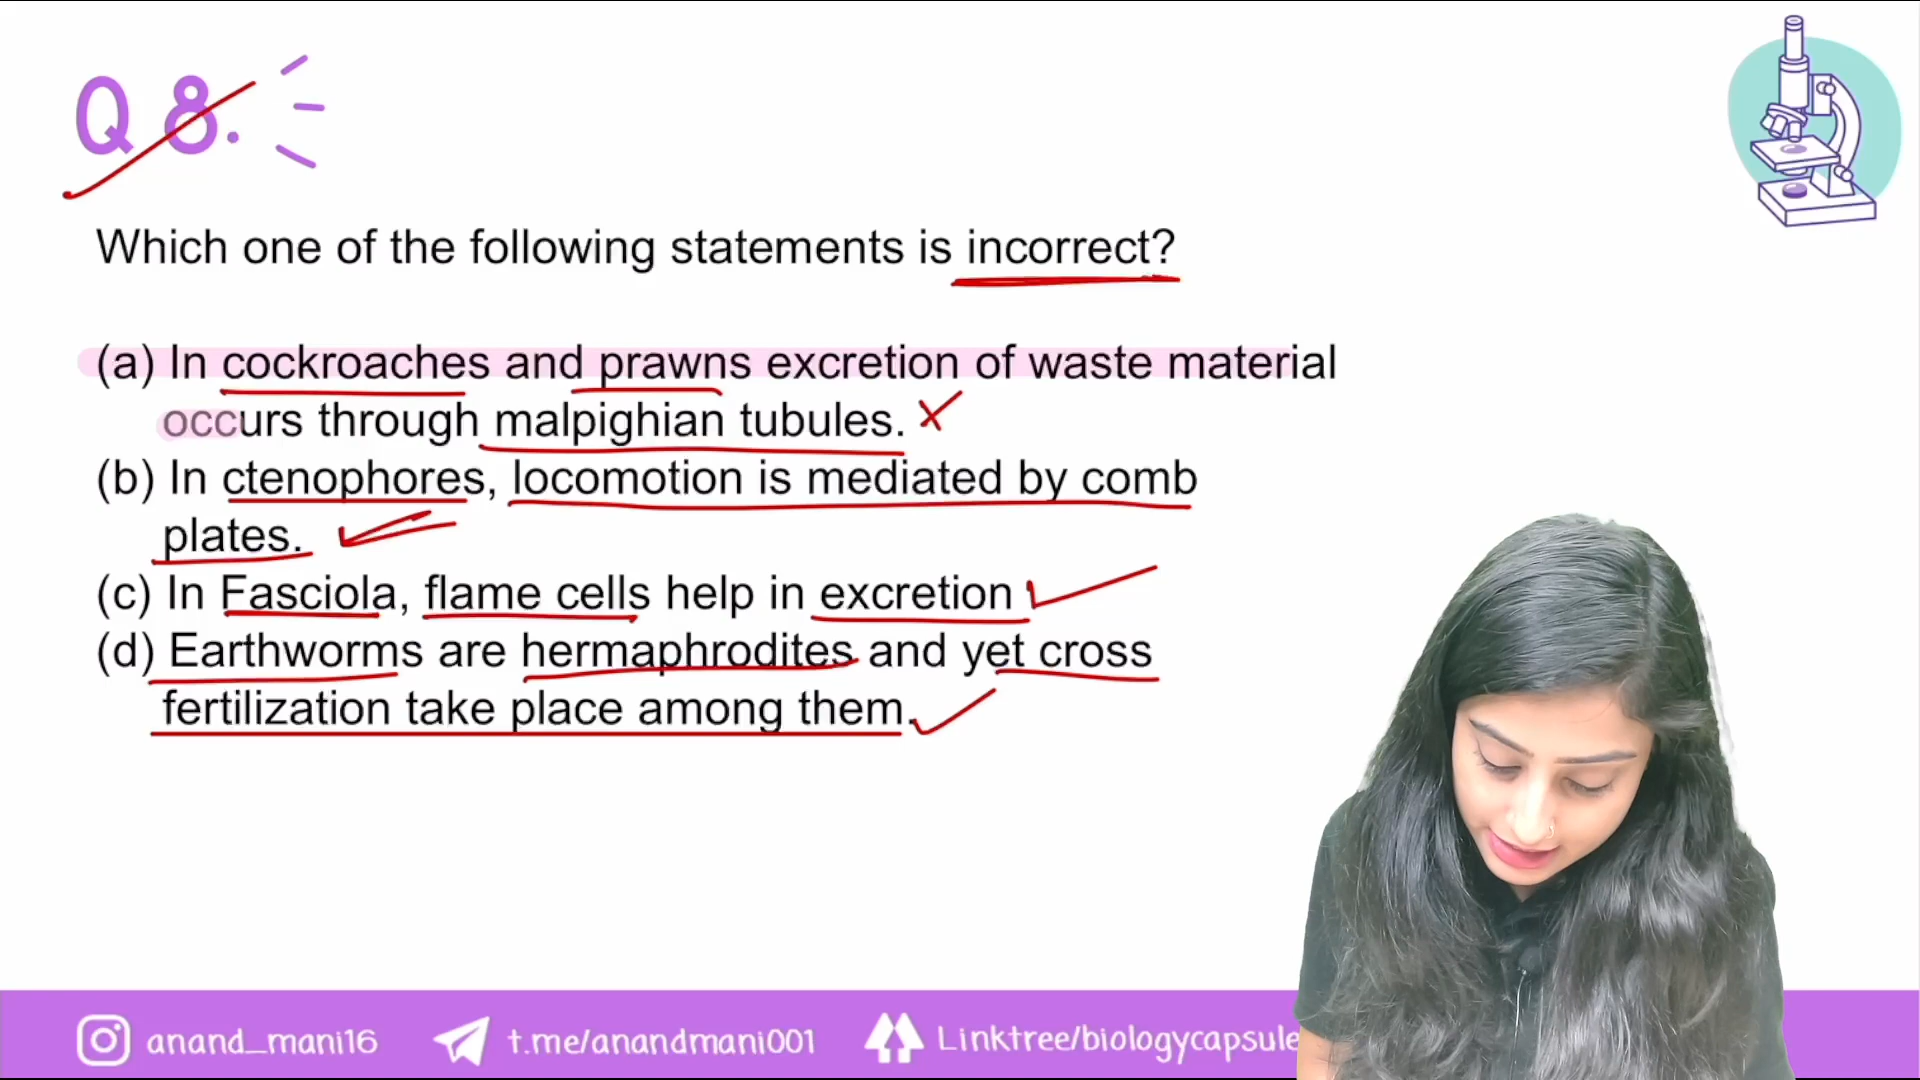 Q 8.
Which one of the following statements is incorrect?
(a) In cockroaches and prawns excretion of waste material
occurs through malpighian tubules.
(b) In ctenophores, locomotion is mediated by comb
plates.
(c) In Fasciola, flame cells help in excretion
(d) Earthworms are hermaphrodites and yet cross
fertilization take place among them.
anand_mani16 t.me/anandmani001 Linktree/biologycapsule